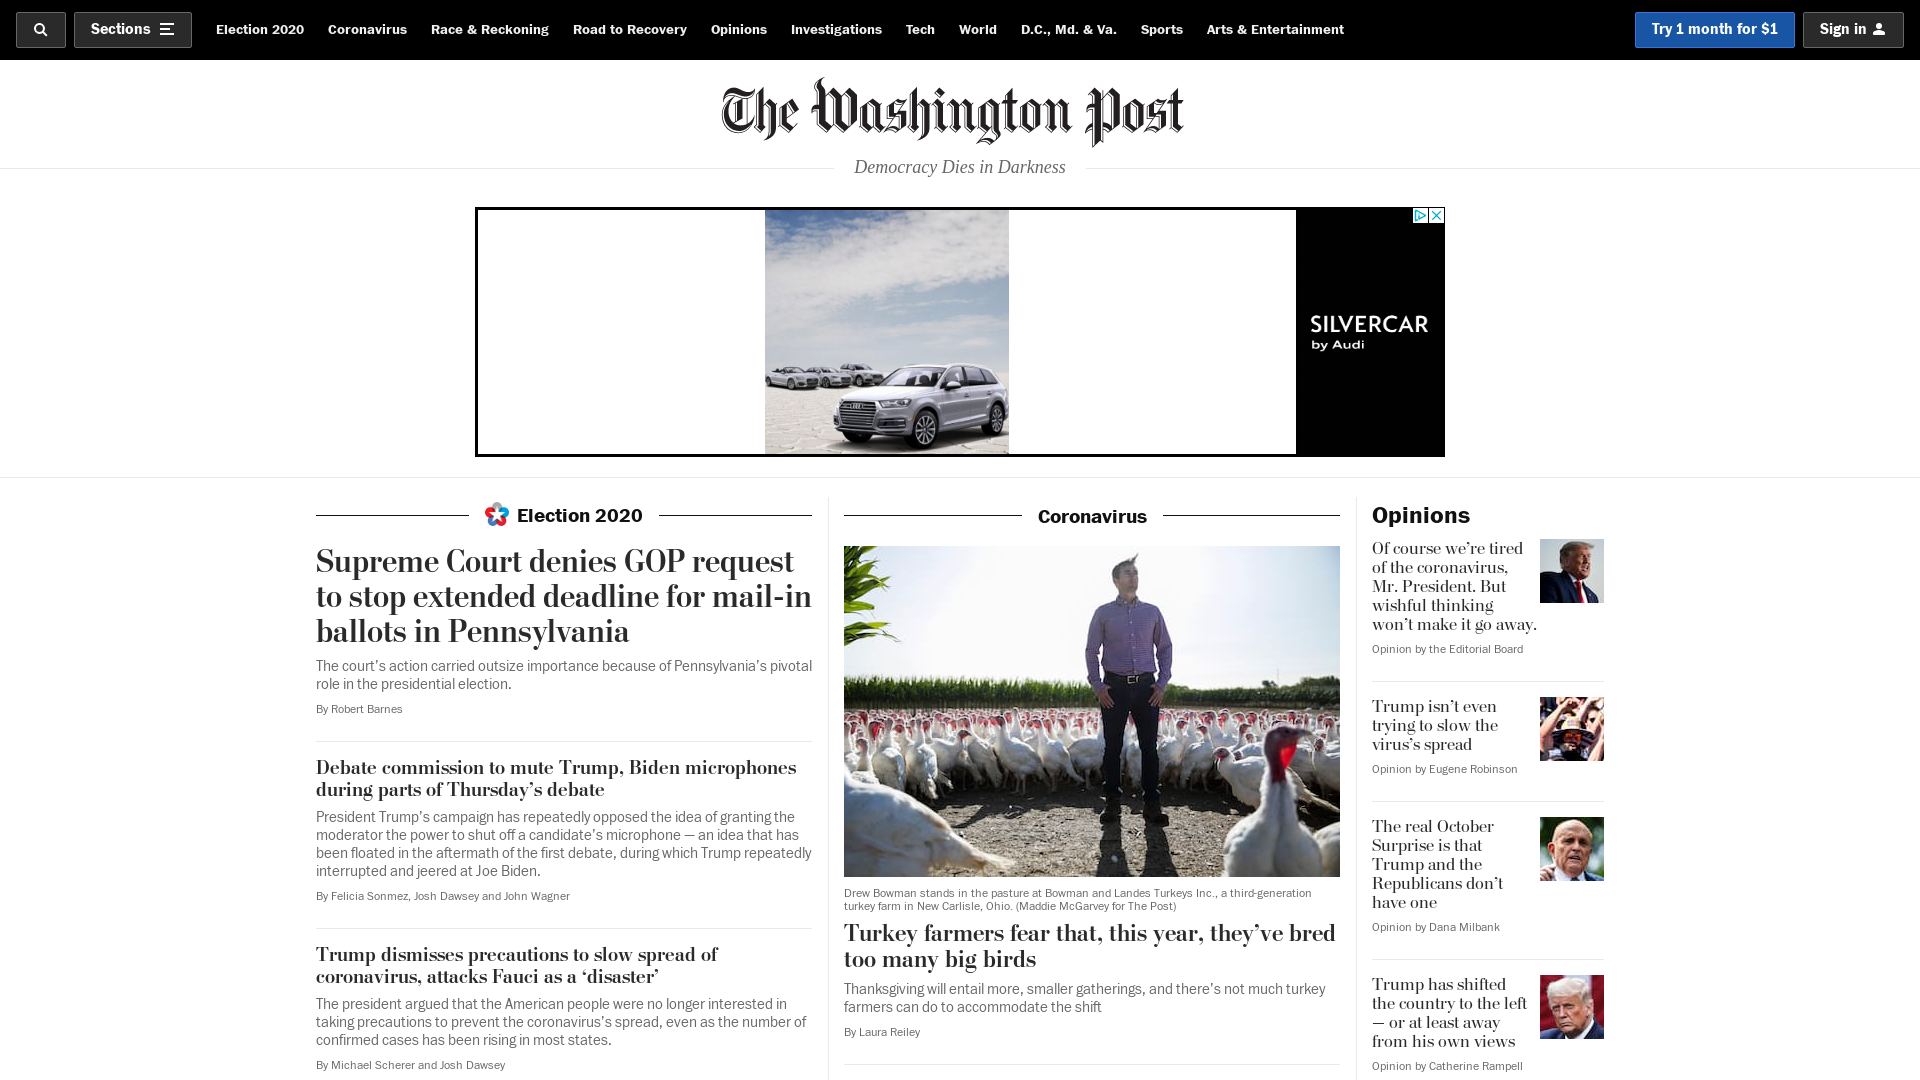 Sections
Election 2020
Coronavirus
Race & Reckoning
Road to Recovery
Opinions
Investigations
Tech
World
D.C., Md. & Va.
Sports
Arts & Entertainment
Try 1 month for $1
Sign in
The Washington Post
Democracy Dies in Darkness
SILVERCAR
by Audi
Election 2020
Supreme Court denies GOP request
to stop extended deadline for mail-in
ballots in Pennsylvania
The court’s action carried outsize importance because of Pennsylvania’s pivotal
role in the presidential election.
By Robert Barnes
Debate commission to mute Trump, Biden microphones
during parts of Thursday’s debate
President Trump’s campaign has repeatedly opposed the idea of granting the
moderator the power to shut off a candidate’s microphone — an idea that has
been floated in the aftermath of the first debate, during which Trump repeatedly
interrupted and jeered at Joe Biden.
By Felicia Sonmez, Josh Dawsey and John Wagner
Trump dismisses precautions to slow spread of
coronavirus, attacks Fauci as a ‘disaster’
The president argued that the American people were no longer interested in
taking precautions to prevent the coronavirus’s spread, even as the number of
confirmed cases has been rising in most states.
By Michael Scherer and Josh Dawsey
Coronavirus
Drew Bowman stands in the pasture at Bowman and Landes Turkeys Inc., a third-generation
turkey farm in New Carlisle, Ohio. (Maddie McGarvey for The Post)
Turkey farmers fear that, this year, they’ve bred
too many big birds
Thanksgiving will entail more, smaller gatherings, and there’s not much turkey
farmers can do to accommodate the shift
By Laura Reiley
Opinions
Of course we’re tired
of the coronavirus,
Mr. President. But
wishful thinking
won’t make it go away.
Opinion by the Editorial Board
Trump isn’t even
trying to slow the
virus’s spread
Opinion by Eugene Robinson
The real October
Surprise is that
Trump and the
Republicans don’t
have one
Opinion by Dana Milbank
Trump has shifted
the country to the left
— or at least away
from his own views
Opinion by Catherine Rampell